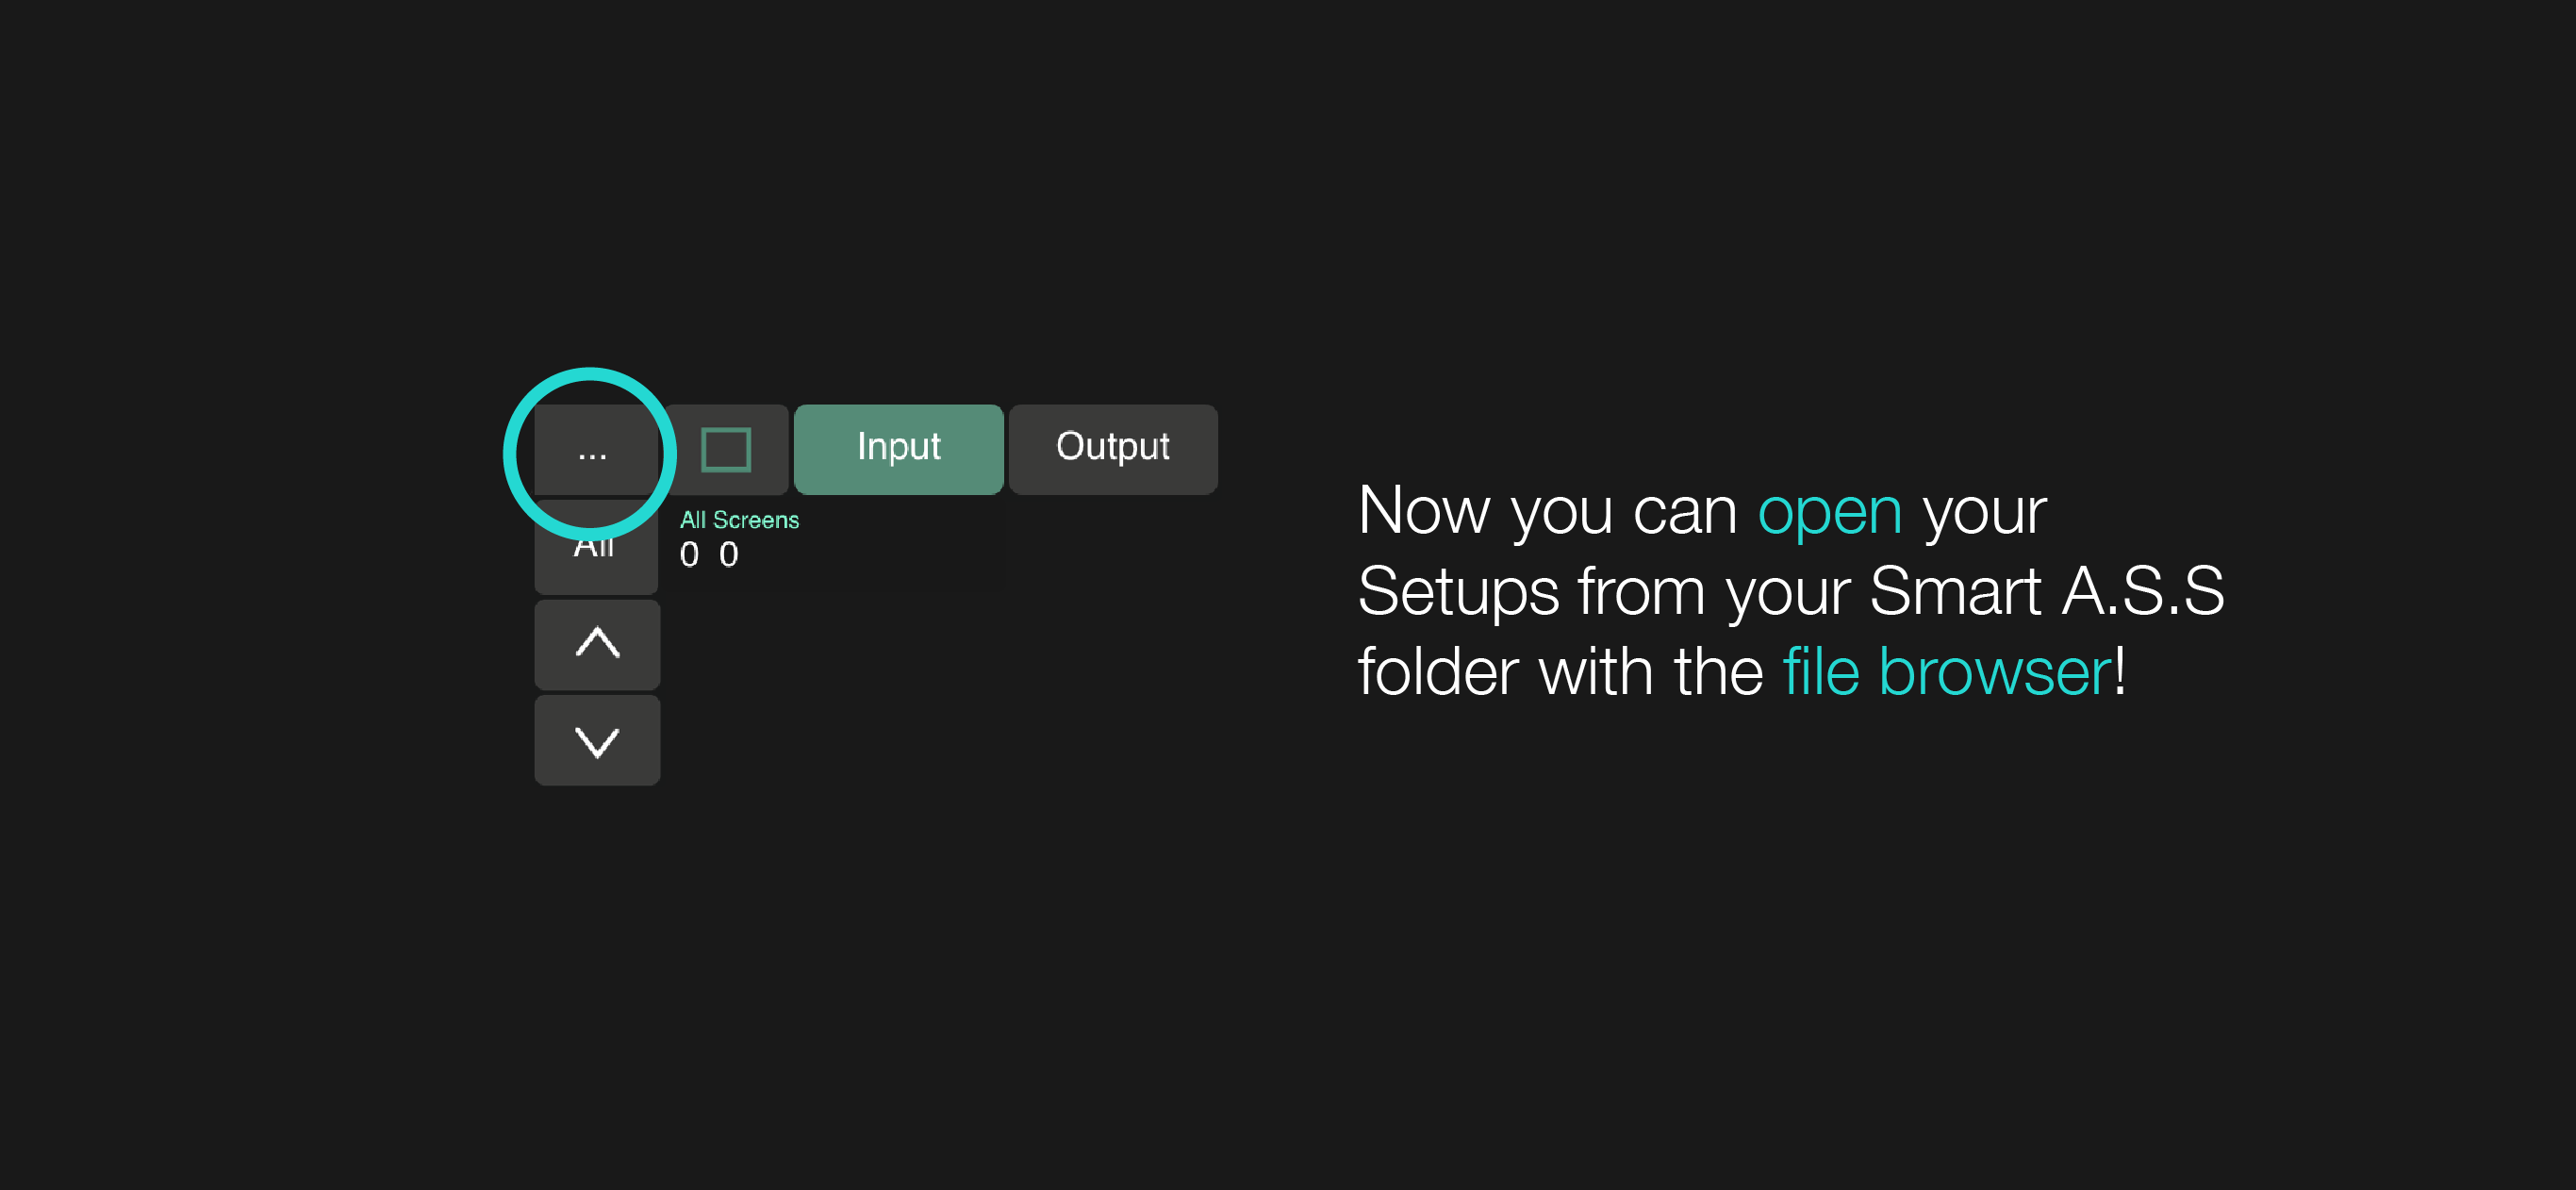 ...
Input
Output
All Screens
All
0 0
Now you can open your
Setups from your Smart A.S.S
folder with the file browser!